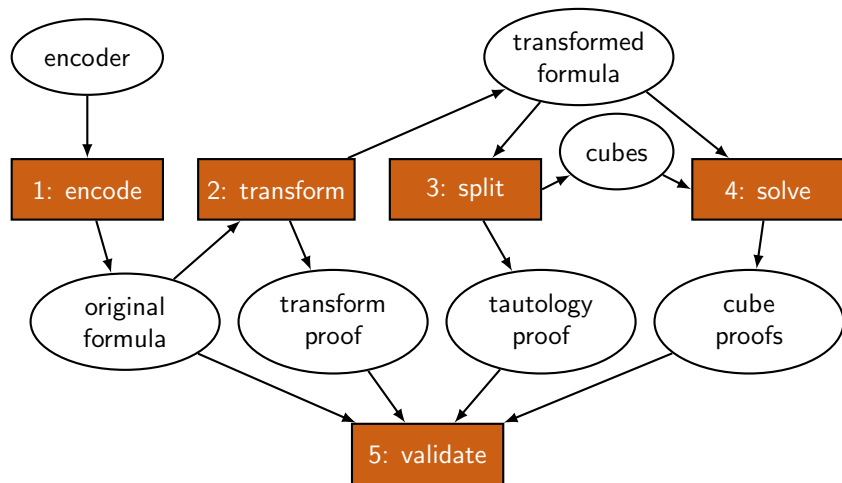 encoder
transformed
formula
cubes
1: encode
2: transform
3: split
4: solve
original
formula
transform
proof
tautology
proof
cube
proofs
5: validate